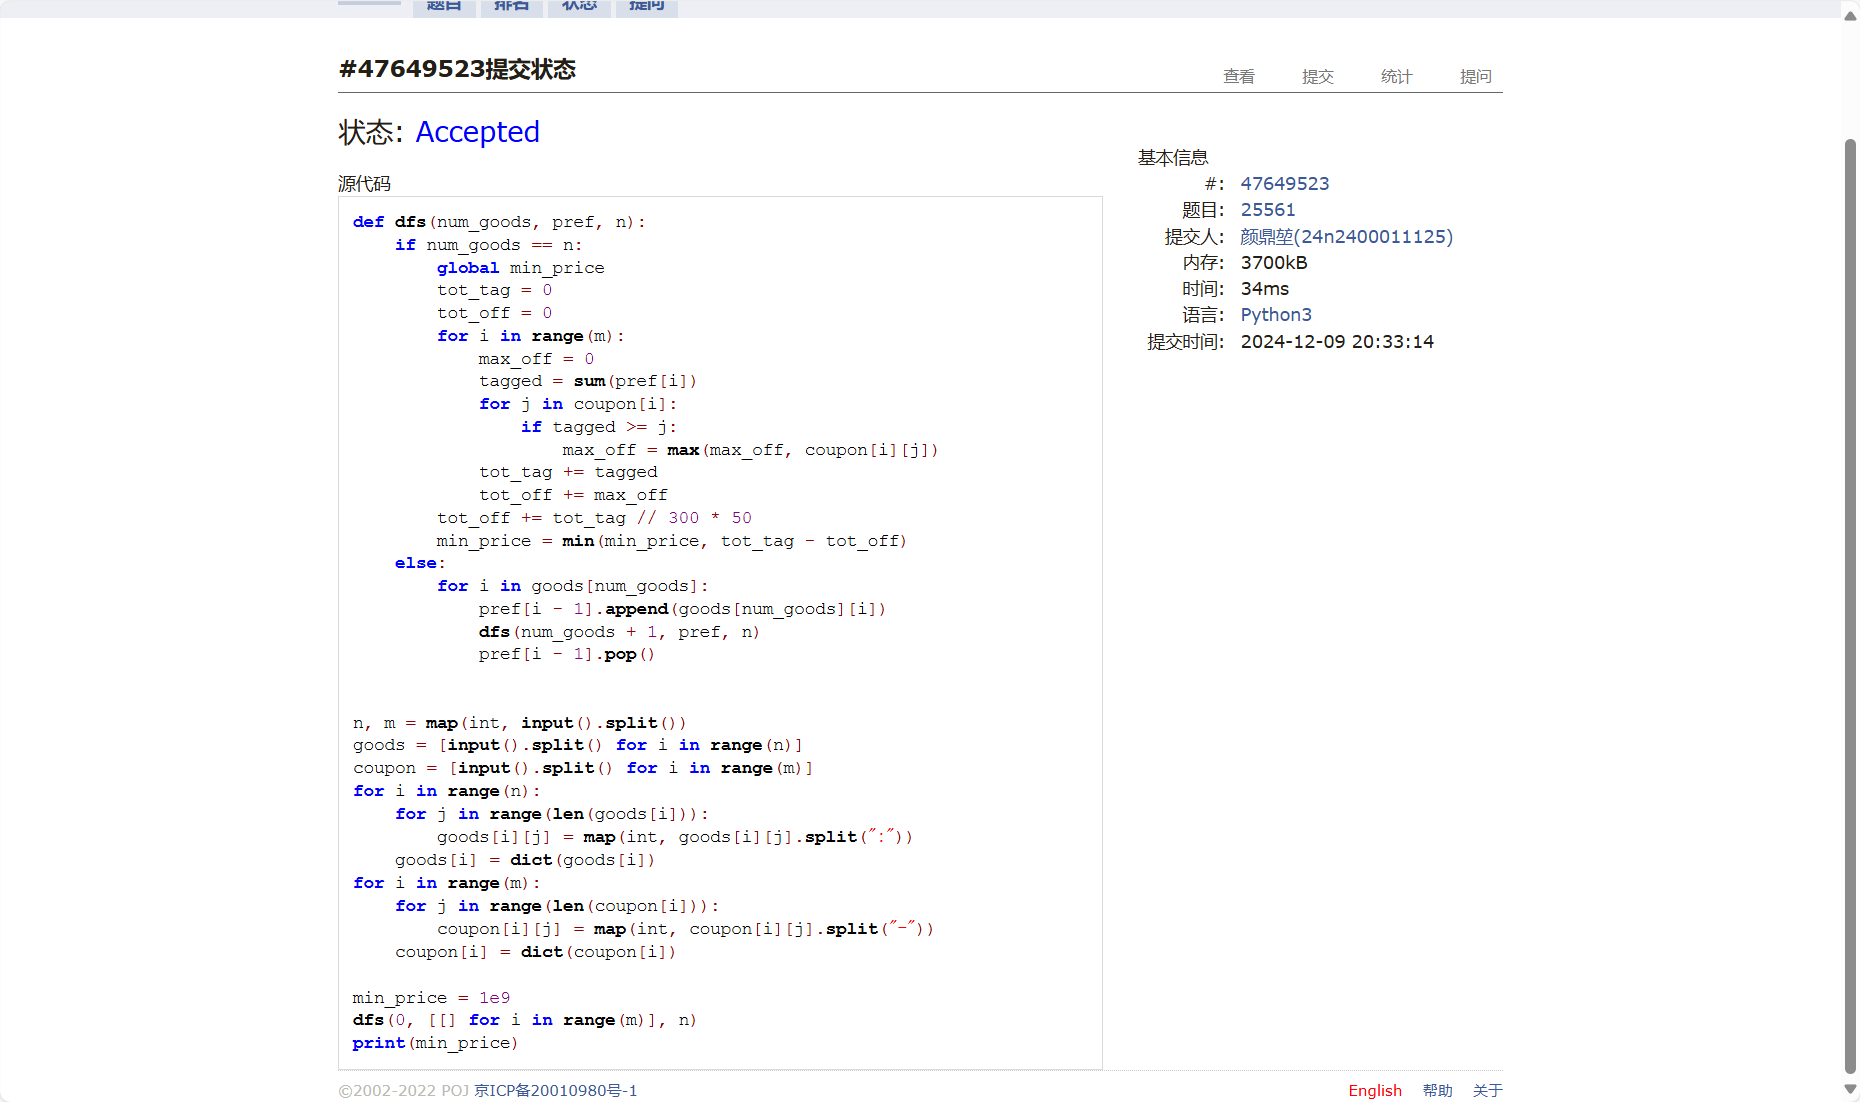 题目 排名 状态 提问
#47649523提交状态
查看 提交 统计 提问
状态: Accepted
基本信息
#: 47649523
题目: 25561
提交人: 颜鼎堃(24n2400011125)
内存: 3700kB
时间: 34ms
语言: Python3
提交时间: 2024-12-09 20:33:14
源代码
def dfs(num_goods, pref, n):
    if num_goods == n:
        global min_price
        tot_tag = 0
        tot_off = 0
        for i in range(m):
            max_off = 0
            tagged = sum(pref[i])
            for j in coupon[i]:
                if tagged >= j:
                    max_off = max(max_off, coupon[i][j])
            tot_tag += tagged
            tot_off += max_off
        tot_off += tot_tag // 300 * 50
        min_price = min(min_price, tot_tag - tot_off)
    else:
        for i in goods[num_goods]:
            pref[i - 1].append(goods[num_goods][i])
            dfs(num_goods + 1, pref, n)
            pref[i - 1].pop()
n, m = map(int, input().split())
goods = [input().split() for i in range(n)]
coupon = [input().split() for i in range(m)]
for i in range(n):
    for j in range(len(goods[i])):
        goods[i][j] = map(int, goods[i][j].split(":"))
    goods[i] = dict(goods[i])
for i in range(m):
    for j in range(len(coupon[i])):
        coupon[i][j] = map(int, coupon[i][j].split("-"))
    coupon[i] = dict(coupon[i])
min_price = 1e9
dfs(0, [[] for i in range(m)], n)
print(min_price)
©2002-2022 POJ 京ICP备20010980号-1
English 帮助 关于